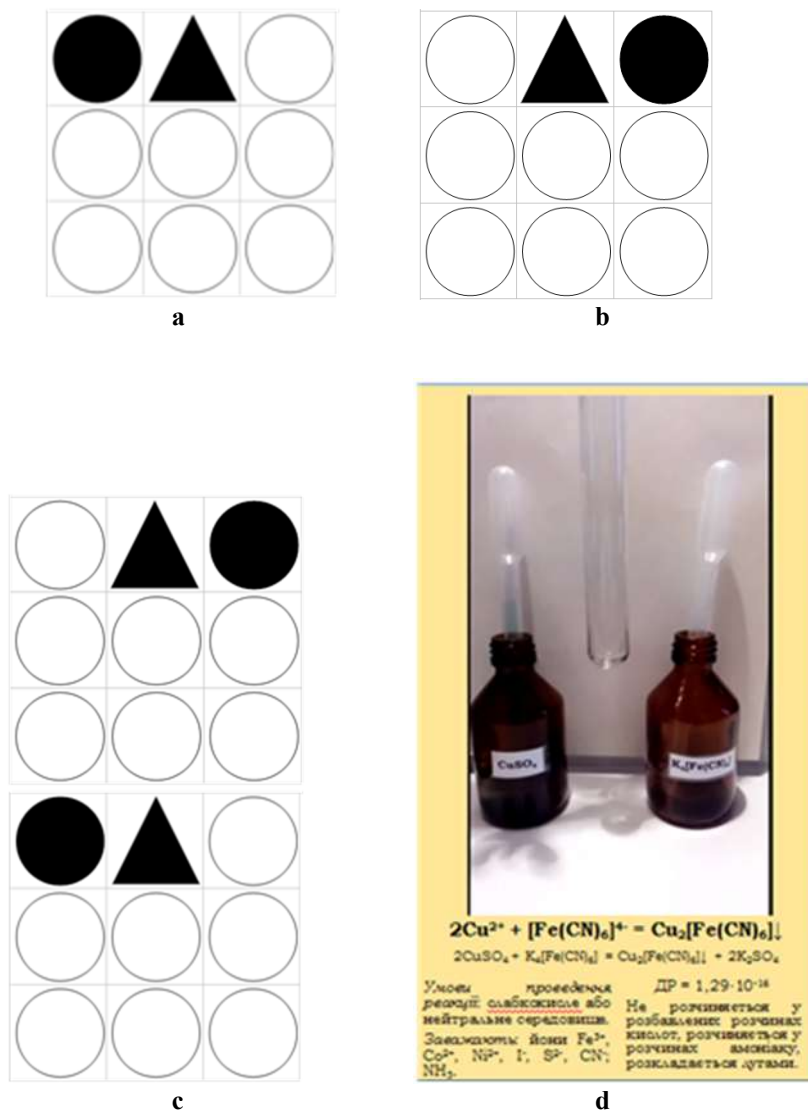 a
b
c
CuSO₄
K₄[Fe(CN)₆]
2Cu²⁺ + [Fe(CN)₆]⁴⁻ = Cu₂[Fe(CN)₆]↓
2CuSO₄ + K₄[Fe(CN)₆] = Cu₂[Fe(CN)₆]↓ + 2K₂SO₄
Умови проведення
реакції: слабкокисле або
нейтральне середовище.
Заважають йони Fe³⁺,
Co²⁺, Ni²⁺, I⁻, S²⁻, CN⁻,
NH₃.
ДР = 1,29·10⁻¹⁶
Не розчиняється у
розбавлених розчинах
кислот, розчиняється у
розчинах амоніаку,
розкладається лугами.
d